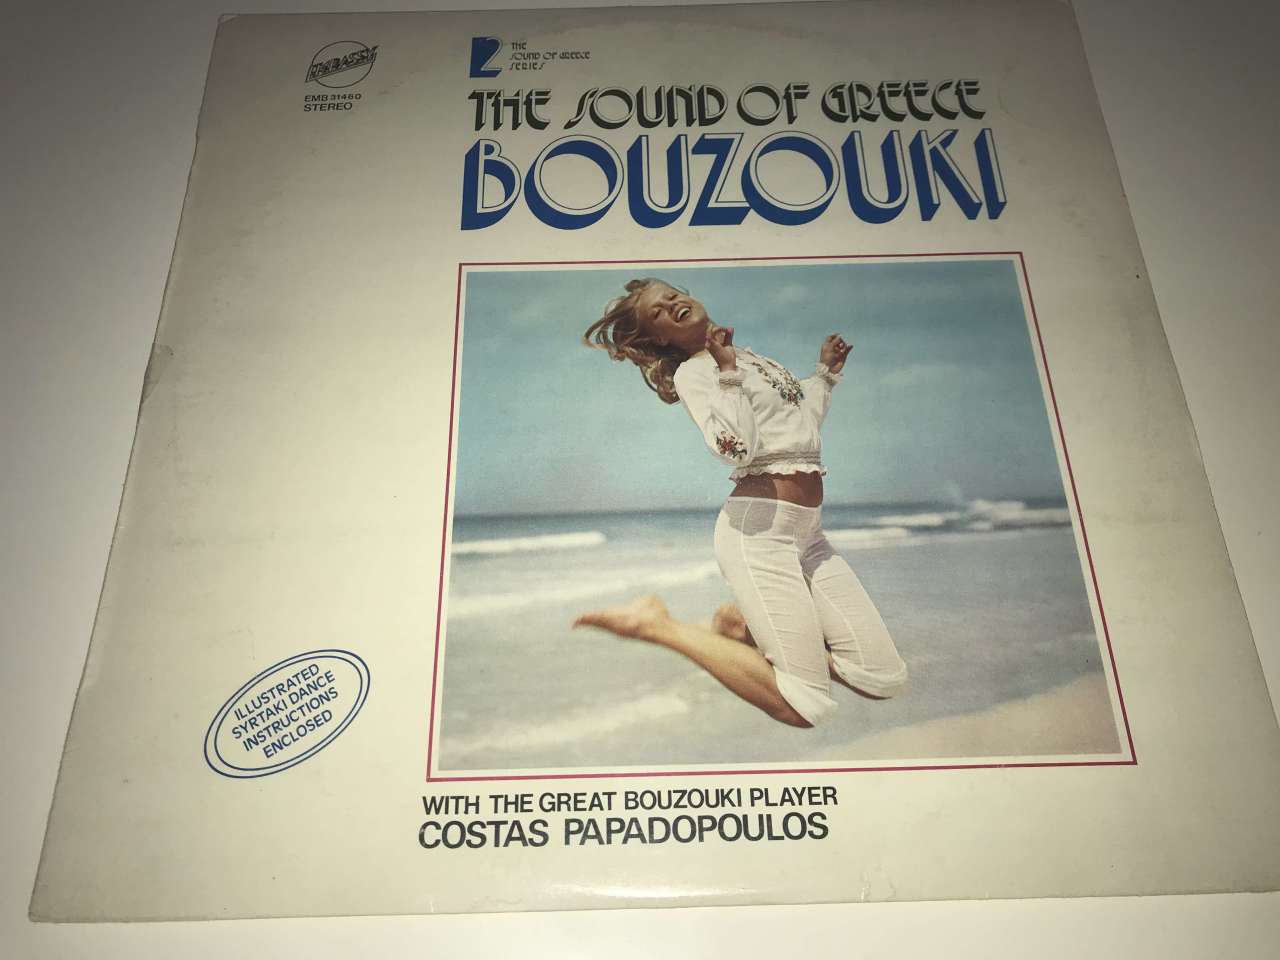 EMBASSY
EMB 31460
STEREO
2 THE
SOUND OF GREECE
SERIES
THE SOUND OF GREECE
BOUZOUKI
ILLUSTRATED
SYRTAKI DANCE
INSTRUCTIONS
ENCLOSED
WITH THE GREAT BOUZOUKI PLAYER
COSTAS PAPADOPOULOS